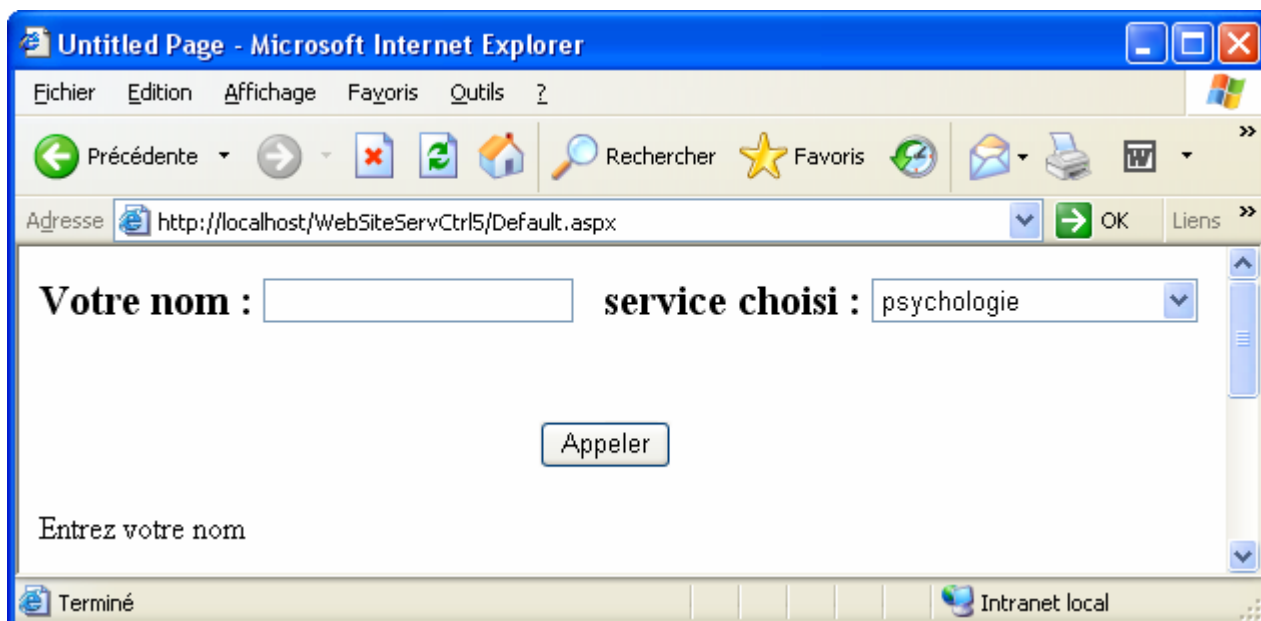 Untitled Page - Microsoft Internet Explorer
Fichier Edition Affichage Favoris Outils ?
Précédente Rechercher Favoris W »
Adresse http://localhost/WebSiteServCtrl5/Default.aspx OK Liens »
Votre nom : service choisi : psychologie
Appeler
Entrez votre nom
Terminé Intranet local